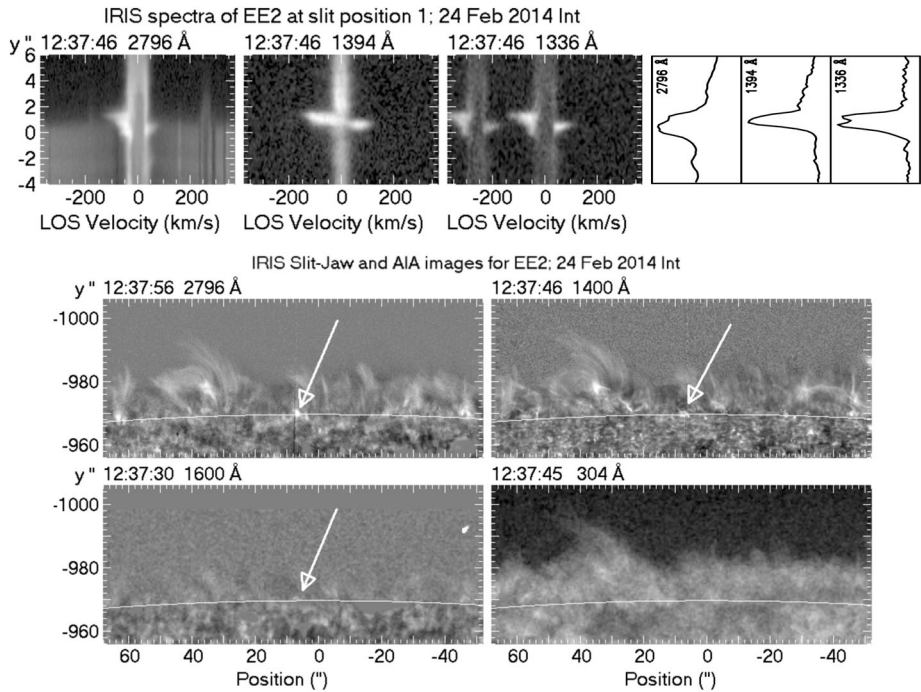 IRIS spectra of EE2 at slit position 1; 24 Feb 2014 Int
y " 12:37:46 2796 Å 12:37:46 1394 Å 12:37:46 1336 Å
6
4
2
0
-2
-4
2796 Å
1394 Å
1336 Å
-200 0 200 -200 0 200 -200 0 200
LOS Velocity (km/s) LOS Velocity (km/s) LOS Velocity (km/s)
IRIS Slit-Jaw and AIA images for EE2; 24 Feb 2014 Int
y " 12:37:56 2796 Å 12:37:46 1400 Å
-1000
-980
-960
y " 12:37:30 1600 Å 12:37:45 304 Å
-1000
-980
-960
60 40 20 0 -20 -40 60 40 20 0 -20 -40
Position (") Position (")